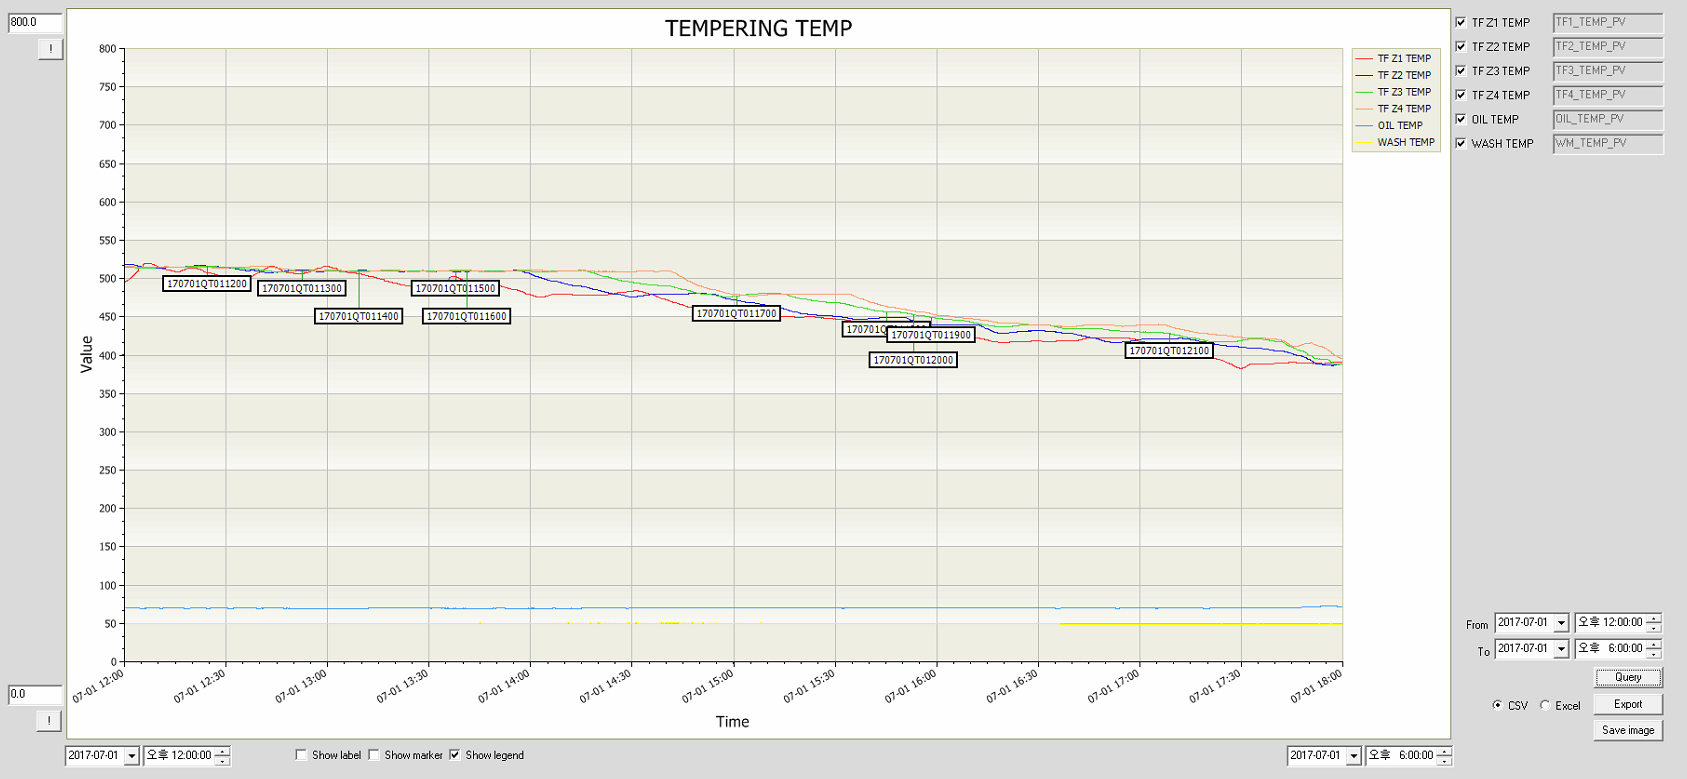 800.0
!
TEMPERING TEMP
800
750
700
650
600
550
500
450
400
350
300
250
200
150
100
50
0
Value
170701QT011200
170701QT011300
170701QT011400
170701QT011500
170701QT011600
170701QT011700
170701QT011900
170701QT012000
170701QT012100
TF Z1 TEMP
TF Z2 TEMP
TF Z3 TEMP
TF Z4 TEMP
OIL TEMP
WASH TEMP
07-01 12:00
07-01 12:30
07-01 13:00
07-01 13:30
07-01 14:00
07-01 14:30
07-01 15:00
07-01 15:30
07-01 16:00
07-01 16:30
07-01 17:00
07-01 17:30
07-01 18:00
Time
0.0
!
2017-07-01 오후 12:00:00
Show label Show marker Show legend
2017-07-01 오후 6:00:00
TF Z1 TEMP TF1_TEMP_PV
TF Z2 TEMP TF2_TEMP_PV
TF Z3 TEMP TF3_TEMP_PV
TF Z4 TEMP TF4_TEMP_PV
OIL TEMP OIL_TEMP_PV
WASH TEMP WM_TEMP_PV
From 2017-07-01 오후 12:00:00
To 2017-07-01 오후 6:00:00
Query
CSV Excel Export
Save image